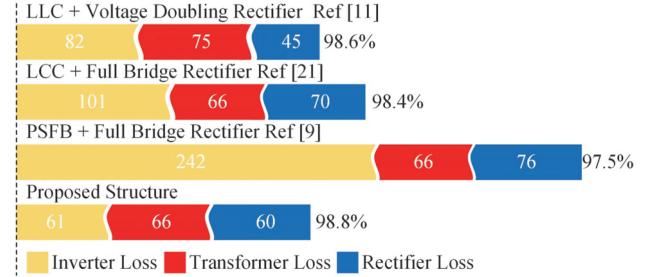 LLC + Voltage Doubling Rectifier Ref [11]
82 75 45 98.6%
LCC + Full Bridge Rectifier Ref [21]
101 66 70 98.4%
PSFB + Full Bridge Rectifier Ref [9]
242 66 76 97.5%
Proposed Structure
61 66 60 98.8%
Inverter Loss Transformer Loss Rectifier Loss